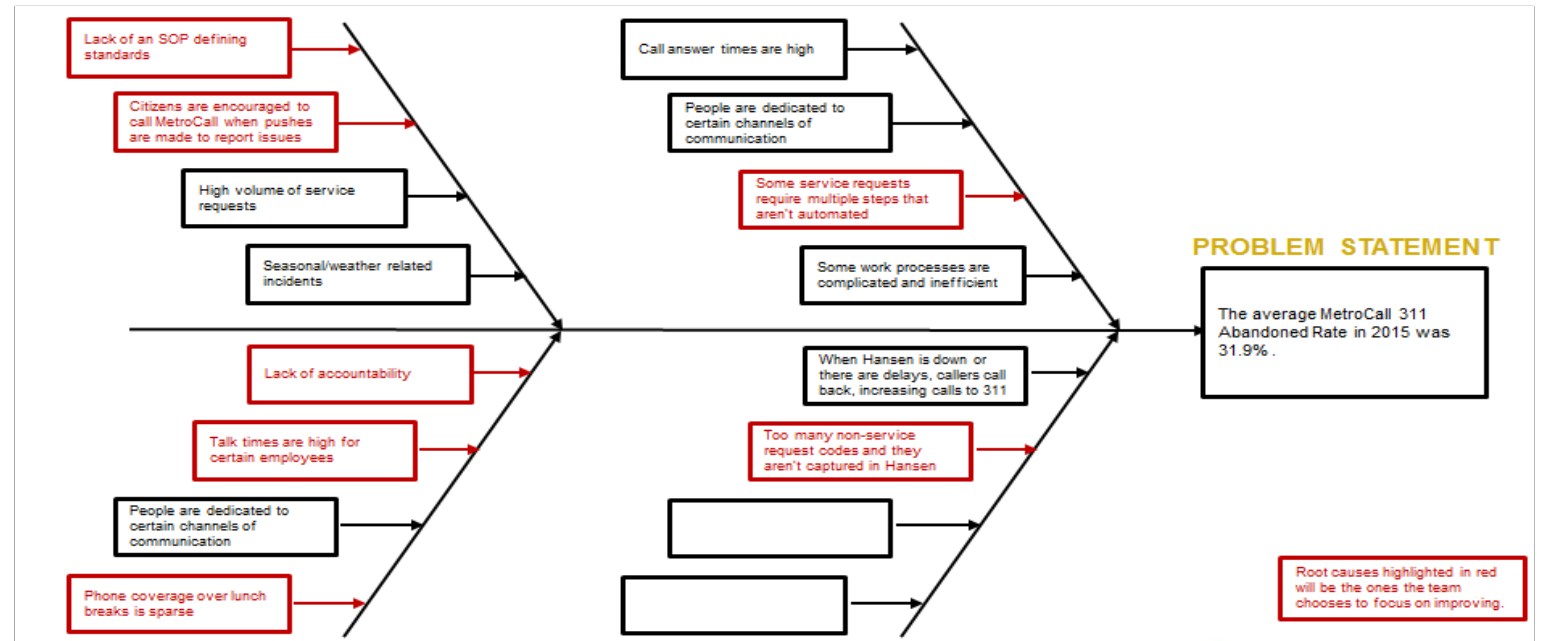 Lack of an SOP defining
standards
Citizens are encouraged to
call MetroCall when pushes
are made to report issues
High volume of service
requests
Seasonal/weather related
incidents
Call answer times are high
People are dedicated to
certain channels of
communication
Some service requests
require multiple steps that
aren't automated
Some work processes are
complicated and inefficient
PROBLEM STATEMENT
The average MetroCall 311
Abandoned Rate in 2015 was
31.9% .
Lack of accountability
Talk times are high for
certain employees
People are dedicated to
certain channels of
communication
Phone coverage over lunch
breaks is sparse
When Hansen is down or
there are delays, callers call
back, increasing calls to 311
Too many non-service
request codes and they
aren't captured in Hansen
Root causes highlighted in red
will be the ones the team
chooses to focus on improving.